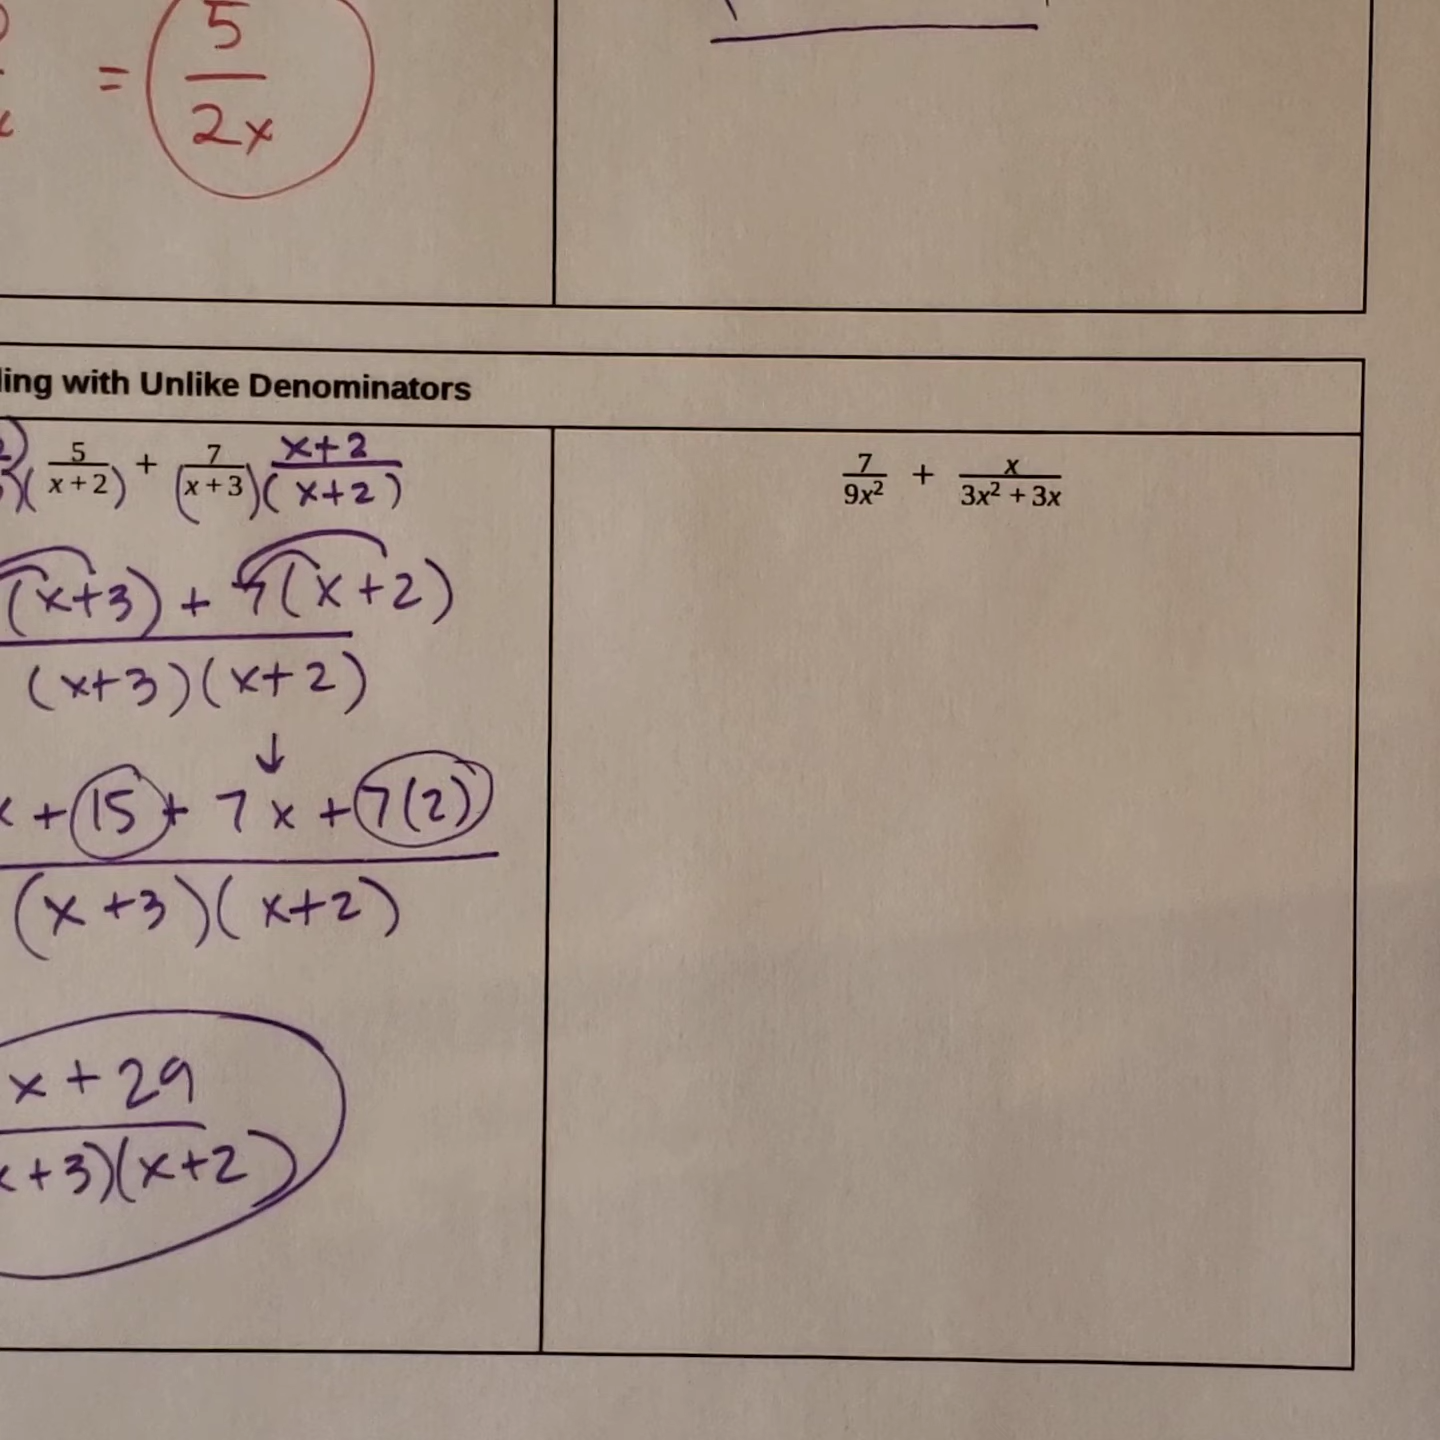 = 5/2x
ling with Unlike Denominators
( 5/(x + 2) ) + 7/(x + 3) (x+2)/(x+2)
7/9x² + x/(3x² + 3x)
(x+3) + 7(x+2)
(x+3)(x+2)
↓
x + 15 + 7x + 7(2)
(x+3)(x+2)
x + 29
x+3)(x+2)